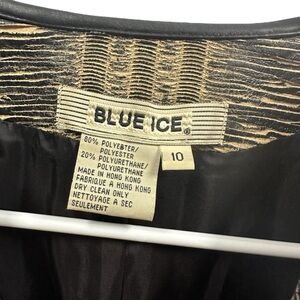 BLUE ICE®
80% POLYESTER/
POLYESTER
20% POLYURETHANE/
POLYURETHANE
MADE IN HONG KONG
FABRIQUE A HONG KONG
DRY CLEAN ONLY
NETTOYAGE A SEC
SEULEMENT
10